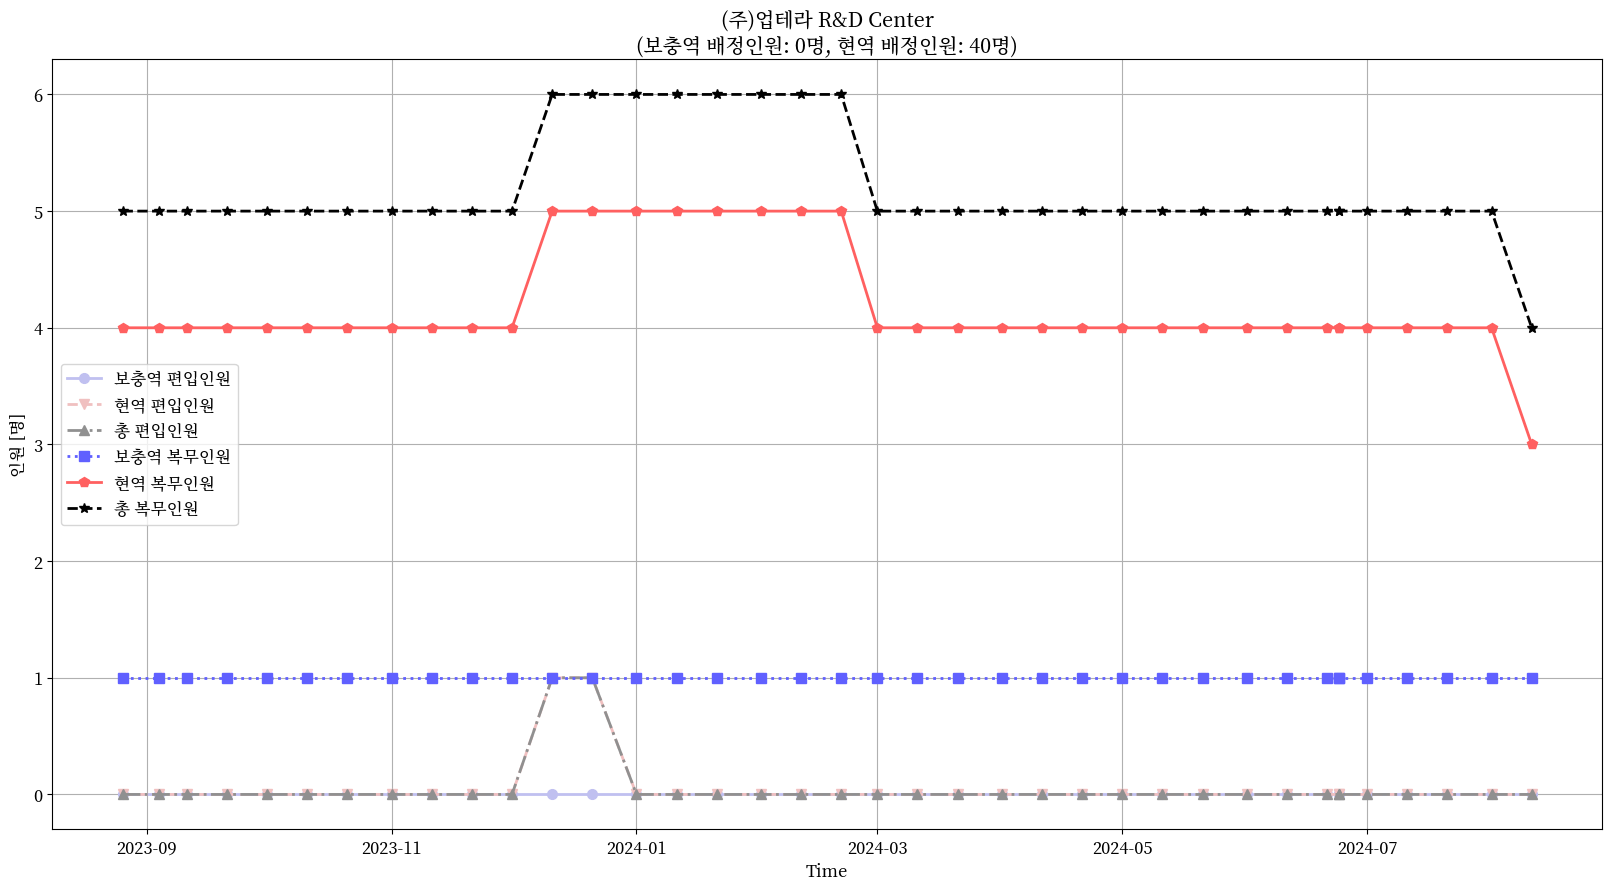 (주)업테라 R&D Center
(보충역 배정인원: 0명, 현역 배정인원: 40명)
6
5
4
3
2
1
0
인원 [명]
보충역 편입인원
현역 편입인원
총 편입인원
보충역 복무인원
현역 복무인원
총 복무인원
2023-09 2023-11 2024-01 2024-03 2024-05 2024-07
Time